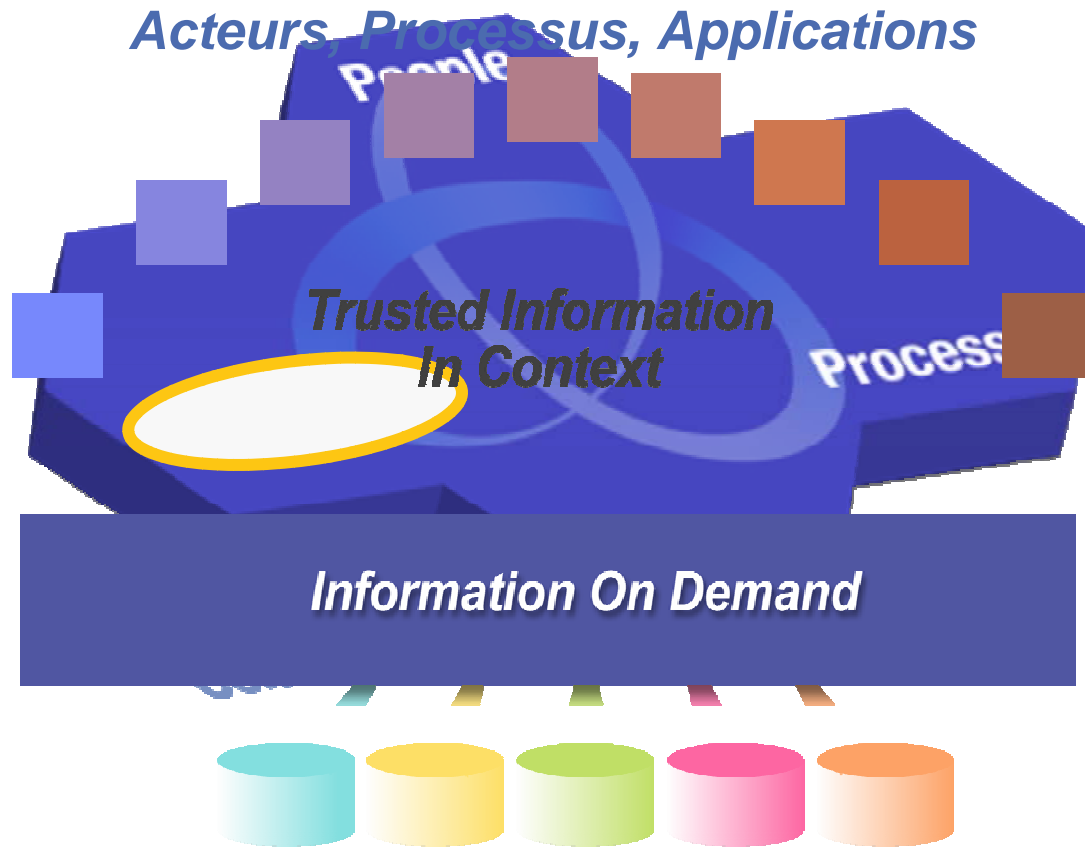 Acteurs, Processus, Applications
People
Trusted Information
In Context
Process
Information On Demand